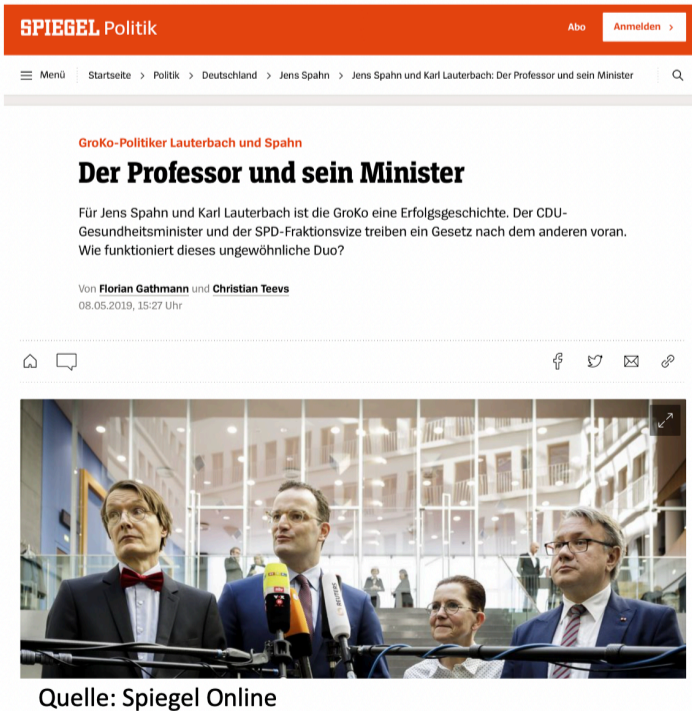 SPIEGEL Politik
Abo
Anmelden
Menü
Startseite > Politik > Deutschland > Jens Spahn > Jens Spahn und Karl Lauterbach: Der Professor und sein Minister
GroKo-Politiker Lauterbach und Spahn
Der Professor und sein Minister
Für Jens Spahn und Karl Lauterbach ist die GroKo eine Erfolgsgeschichte. Der CDU-
Gesundheitsminister und der SPD-Fraktionsvize treiben ein Gesetz nach dem anderen voran.
Wie funktioniert dieses ungewöhnliche Duo?
Von Florian Gathmann und Christian Teevs
08.05.2019, 15:27 Uhr
REUTERS
Quelle: Spiegel Online